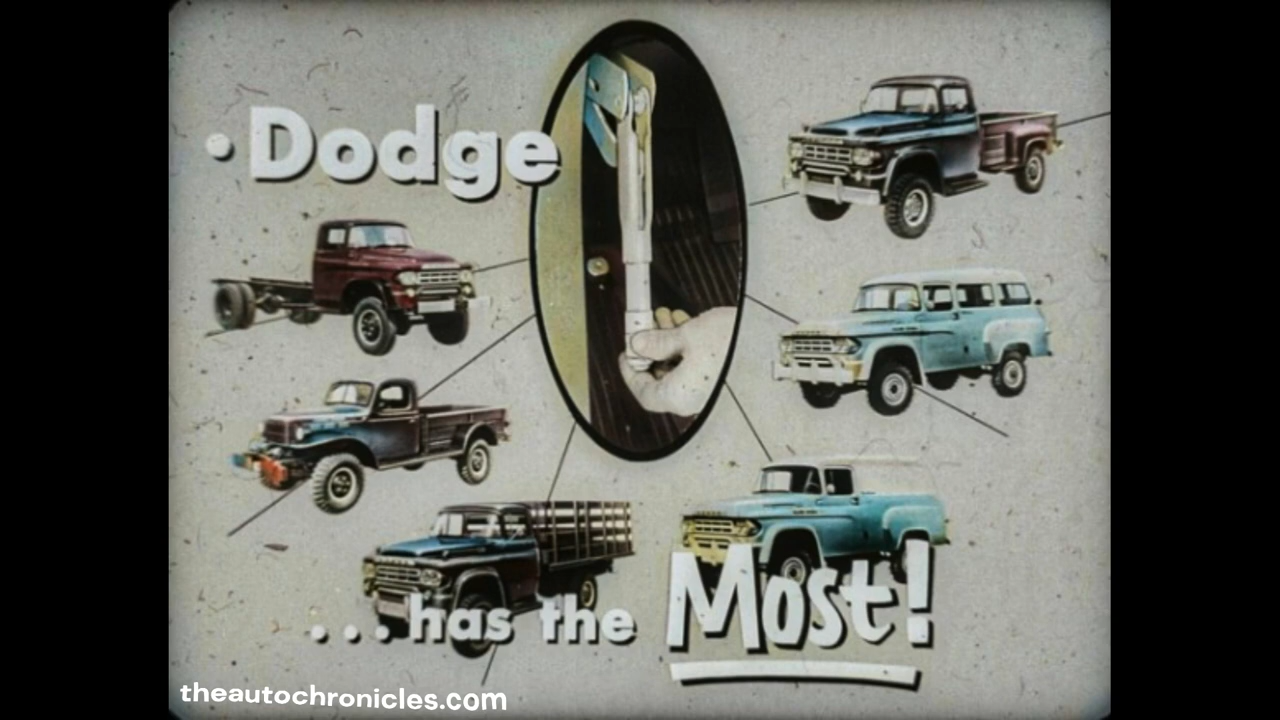 • Dodge
...has the Most!
theautochronicles.com